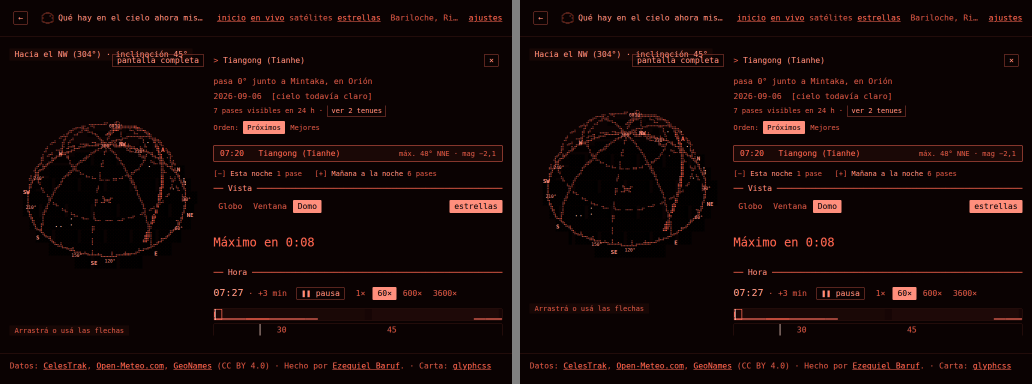 ← Qué hay en el cielo ahora mis… inicio en vivo satélites estrellas Bariloche, Ri… ajustes
Hacia el NW (304°) · inclinación 45°
pantalla completa
> Tiangong (Tianhe) ×
pasa 0° junto a Mintaka, en Orión
2026-09-06 [cielo todavía claro]
7 pases visibles en 24 h · ver 2 tenues
Orden: Próximos Mejores
07:20 Tiangong (Tianhe) máx. 48° NNE · mag −2,1
[−] Esta noche 1 pase [+] Mañana a la noche 6 pases
Vista
Globo Ventana Domo estrellas
Máximo en 0:08
Hora
07:27 · +3 min ❚❚ pausa 1× 60× 600× 3600×
30 45
NW
N
SW
NE
S
E
SE
Arrastrá o usá las flechas
Datos: CelesTrak, Open-Meteo.com, GeoNames (CC BY 4.0) · Hecho por Ezequiel Baruf. · Carta: glyphcss
← Qué hay en el cielo ahora mis… inicio en vivo satélites estrellas Bariloche, Ri… ajustes
Hacia el NW (304°) · inclinación 45°
pantalla completa
> Tiangong (Tianhe) ×
pasa 0° junto a Mintaka, en Orión
2026-09-06 [cielo todavía claro]
7 pases visibles en 24 h · ver 2 tenues
Orden: Próximos Mejores
07:20 Tiangong (Tianhe) máx. 48° NNE · mag −2,1
[−] Esta noche 1 pase [+] Mañana a la noche 6 pases
Vista
Globo Ventana Domo estrellas
Máximo en 0:08
Hora
07:27 · +3 min ❚❚ pausa 1× 60× 600× 3600×
30 45
NW
N
SW
NE
S
E
SE
Arrastrá o usá las flechas
Datos: CelesTrak, Open-Meteo.com, GeoNames (CC BY 4.0) · Hecho por Ezequiel Baruf. · Carta: glyphcss